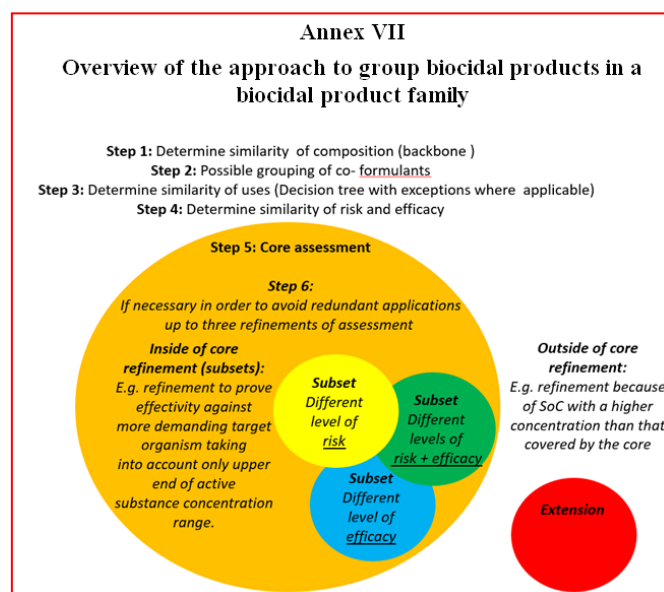 Annex VII
Overview of the approach to group biocidal products in a
biocidal product family
Step 1: Determine similarity of composition (backbone )
Step 2: Possible grouping of co- formulants
Step 3: Determine similarity of uses (Decision tree with exceptions where applicable)
Step 4: Determine similarity of risk and efficacy
Step 5: Core assessment
Step 6:
If necessary in order to avoid redundant applications
up to three refinements of assessment
Inside of core
refinement (subsets):
E.g. refinement to prove
effectivity against
more demanding target
organism taking
into account only upper
end of active
substance concentration
range.
Subset
Different
level of
risk
Subset
Different
levels of
risk + efficacy
Subset
Different
level of
efficacy
Outside of core
refinement:
E.g. refinement because
of SoC with a higher
concentration than that
covered by the core
Extension